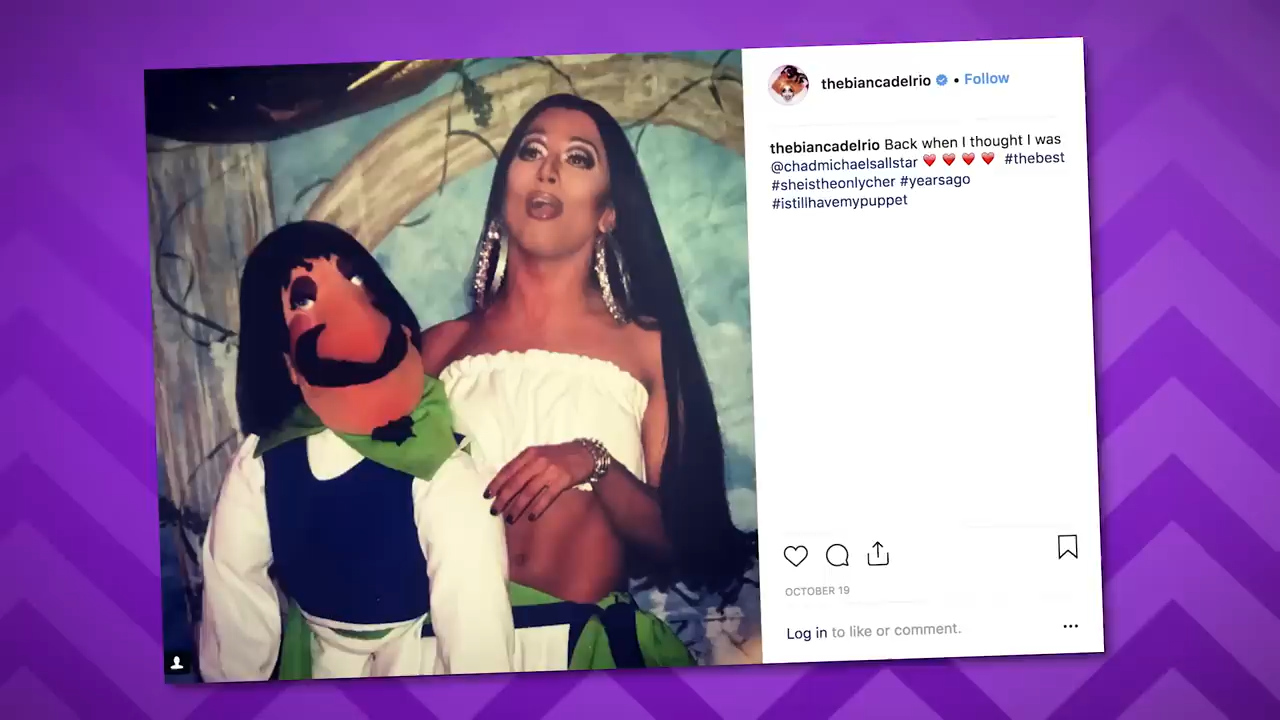 thebiancadelrio • Follow
thebiancadelrio Back when I thought I was
@chadmichaelsallstar ❤️ ❤️ ❤️ ❤️ #thebest
#sheistheonlycher #yearsago
#istillhavemypuppet
OCTOBER 19
Log in to like or comment.